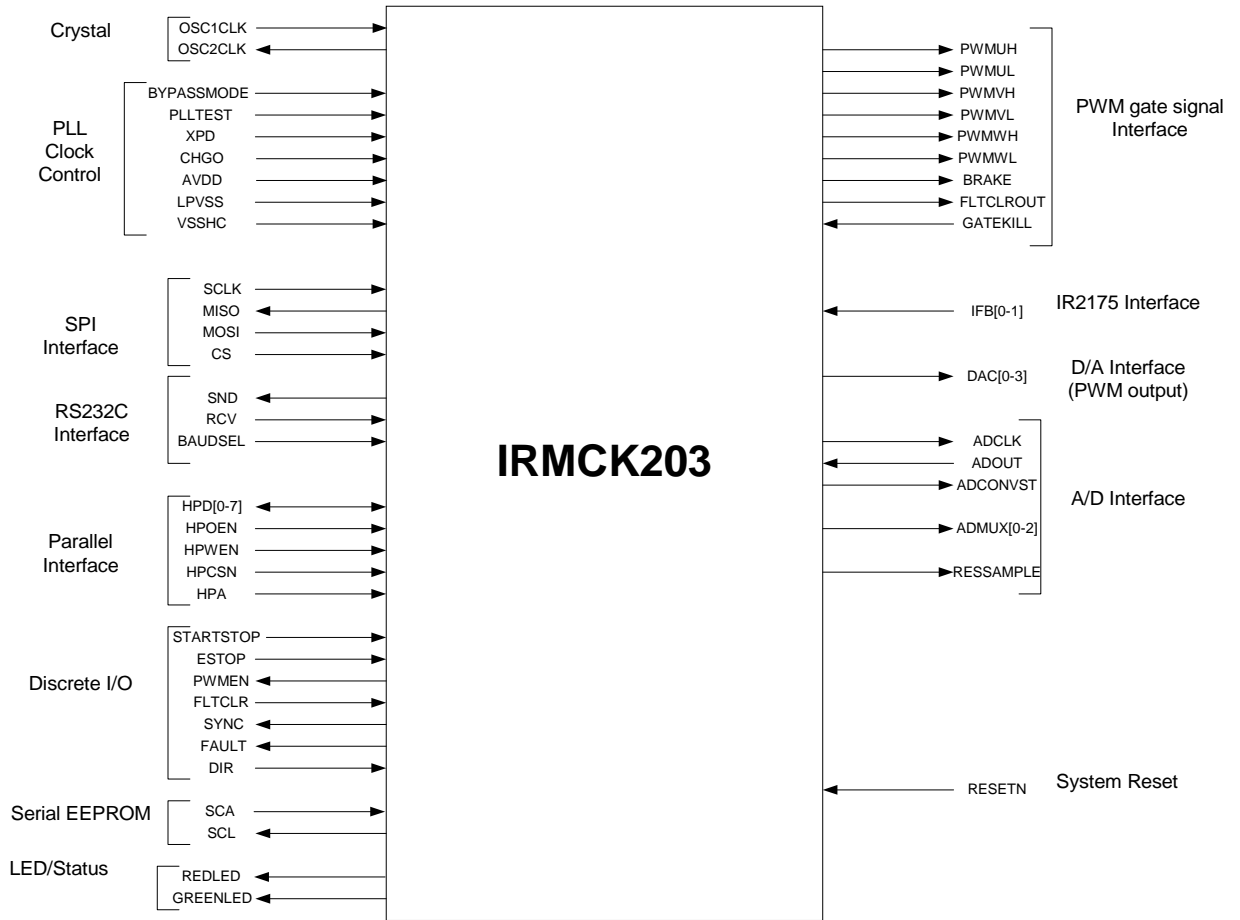 Crystal
OSC1CLK
OSC2CLK
PLL
Clock
Control
BYPASSMODE
PLLTEST
XPD
CHGO
AVDD
LPVSS
VSSHC
SPI
Interface
SCLK
MISO
MOSI
CS
RS232C
Interface
SND
RCV
BAUDSEL
Parallel
Interface
HPD[0-7]
HPOEN
HPWEN
HPCSN
HPA
Discrete I/O
STARTSTOP
ESTOP
PWMEN
FLTCLR
SYNC
FAULT
DIR
Serial EEPROM
SCA
SCL
LED/Status
REDLED
GREENLED
IRMCK203
PWMUH
PWMUL
PWMVH
PWMVL
PWMWH
PWMWL
BRAKE
FLTCLROUT
GATEKILL
PWM gate signal
Interface
IFB[0-1]
IR2175 Interface
DAC[0-3]
D/A Interface
(PWM output)
ADCLK
ADOUT
ADCONVST
ADMUX[0-2]
RESSAMPLE
A/D Interface
RESETN
System Reset